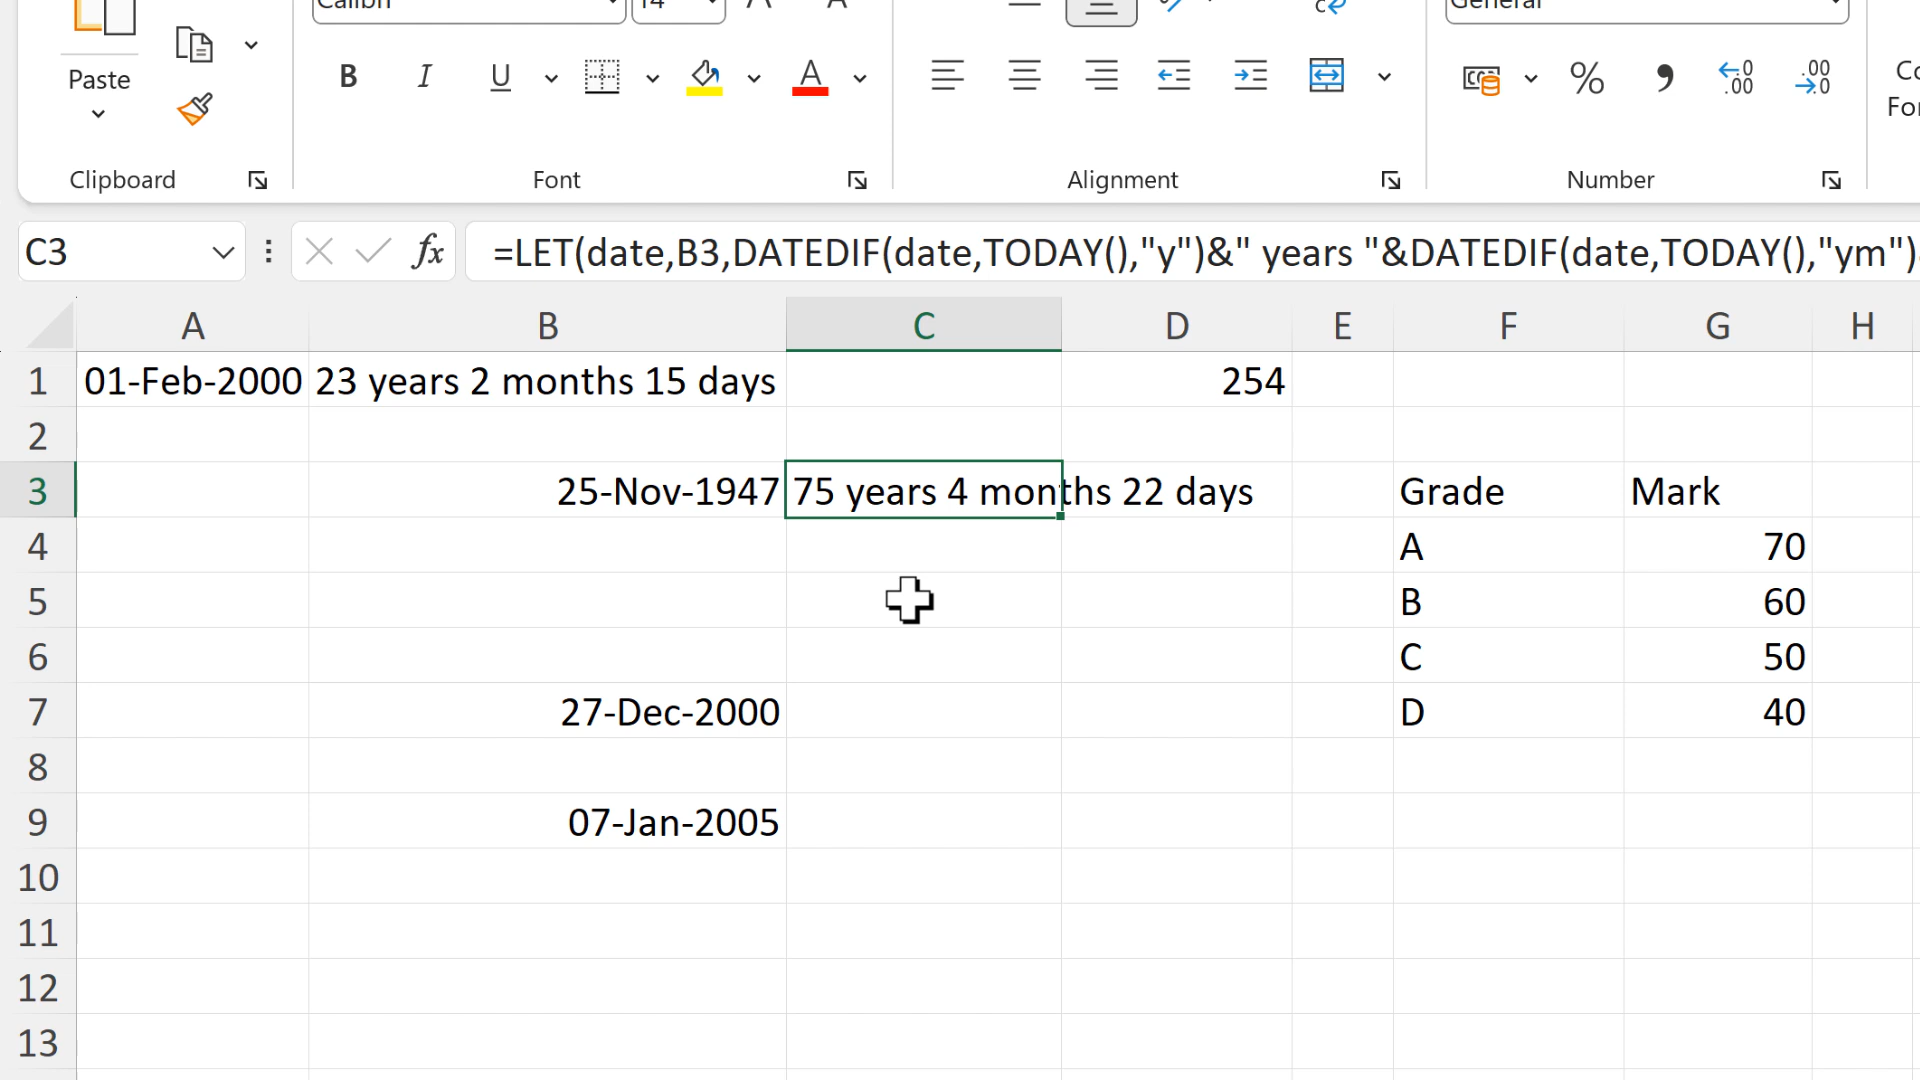 Calibri
14
General
Paste
B I U
Clipboard
Font
Alignment
Number
C3
fx
=LET(date,B3,DATEDIF(date,TODAY(),"y")&" years "&DATEDIF(date,TODAY(),"ym")
A B C D E F G H
1 01-Feb-2000 23 years 2 months 15 days 254
2
3 25-Nov-1947 75 years 4 months 22 days Grade Mark
4 A 70
5 B 60
6 C 50
7 27-Dec-2000 D 40
8
9 07-Jan-2005
10
11
12
13